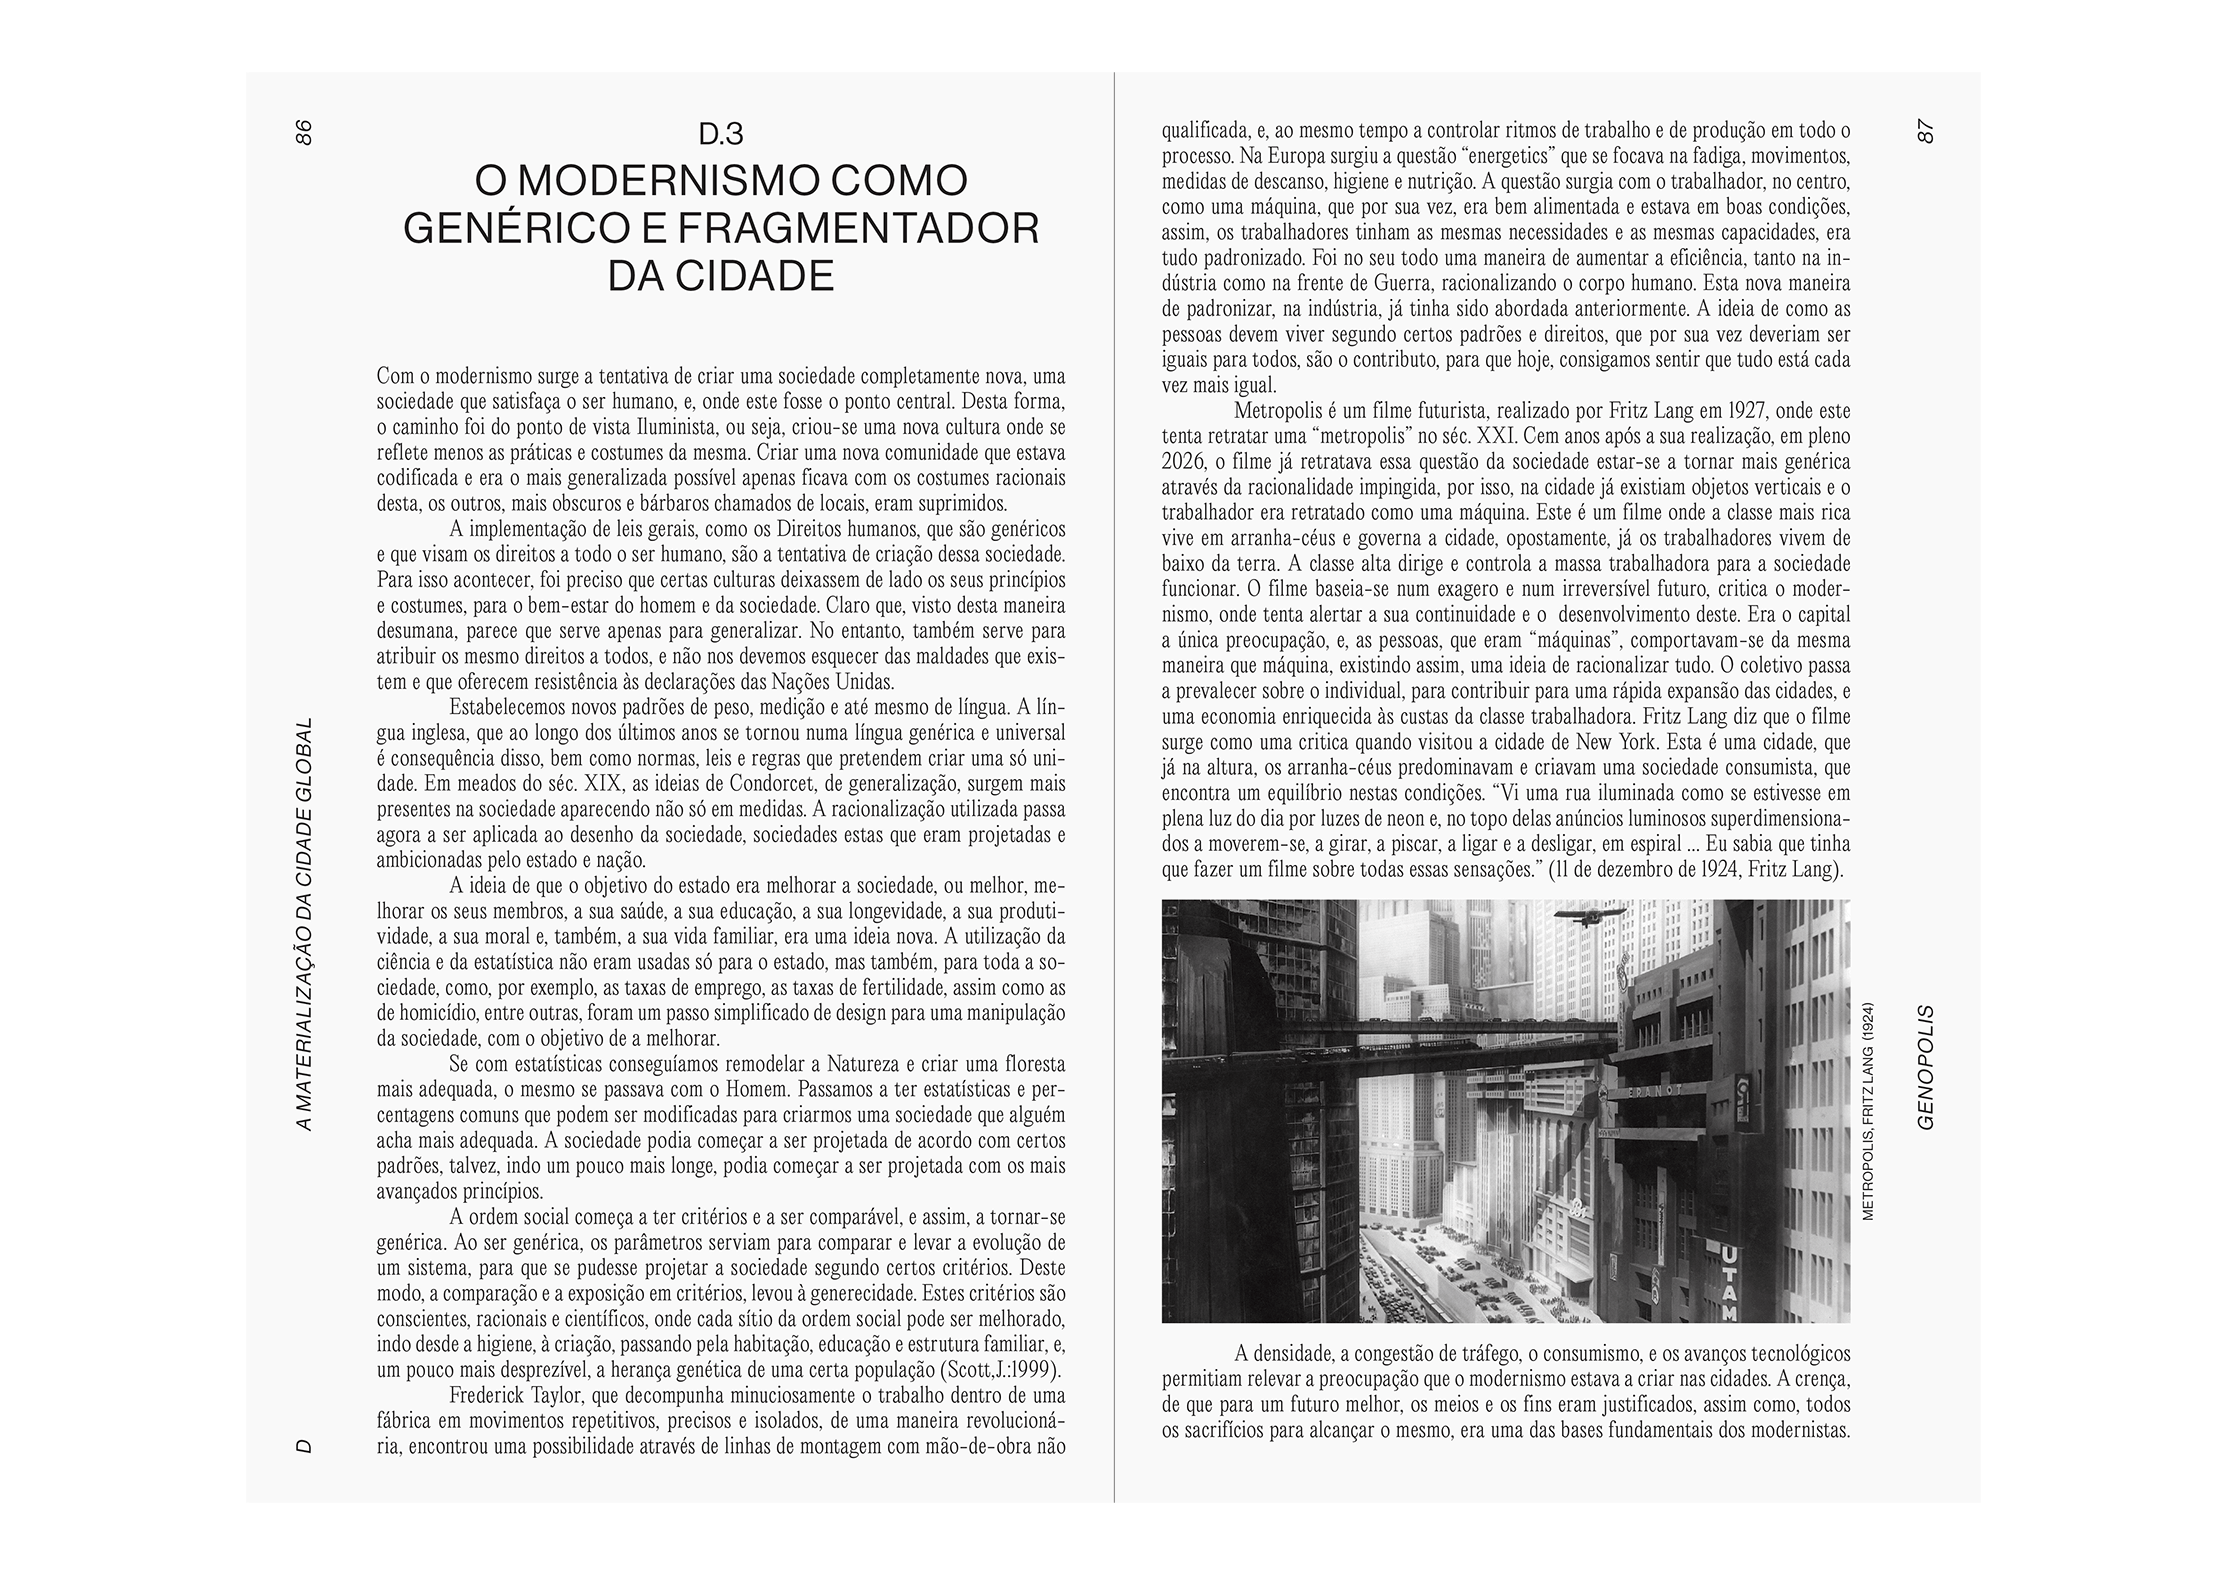 86
D.3
O MODERNISMO COMO
GENÉRICO E FRAGMENTADOR
DA CIDADE
Com o modernismo surge a tentativa de criar uma sociedade completamente nova, uma
sociedade que satisfaça o ser humano, e, onde este fosse o ponto central. Desta forma,
o caminho foi do ponto de vista Iluminista, ou seja, criou-se uma nova cultura onde se
reflete menos as práticas e costumes da mesma. Criar uma nova comunidade que estava
codificada e era o mais generalizada possível apenas ficava com os costumes racionais
desta, os outros, mais obscuros e bárbaros chamados de locais, eram suprimidos.
A implementação de leis gerais, como os Direitos humanos, que são genéricos
e que visam os direitos a todo o ser humano, são a tentativa de criação dessa sociedade.
Para isso acontecer, foi preciso que certas culturas deixassem de lado os seus princípios
e costumes, para o bem-estar do homem e da sociedade. Claro que, visto desta maneira
desumana, parece que serve apenas para generalizar. No entanto, também serve para
atribuir os mesmo direitos a todos, e não nos devemos esquecer das maldades que exis-
tem e que oferecem resistência às declarações das Nações Unidas.
Estabelecemos novos padrões de peso, medição e até mesmo de língua. A lín-
gua inglesa, que ao longo dos últimos anos se tornou numa língua genérica e universal
é consequência disso, bem como normas, leis e regras que pretendem criar uma só uni-
dade. Em meados do séc. XIX, as ideias de Condorcet, de generalização, surgem mais
presentes na sociedade aparecendo não só em medidas. A racionalização utilizada passa
agora a ser aplicada ao desenho da sociedade, sociedades estas que eram projetadas e
ambicionadas pelo estado e nação.
A ideia de que o objetivo do estado era melhorar a sociedade, ou melhor, me-
lhorar os seus membros, a sua saúde, a sua educação, a sua longevidade, a sua produti-
vidade, a sua moral e, também, a sua vida familiar, era uma ideia nova. A utilização da
ciência e da estatística não eram usadas só para o estado, mas também, para toda a so-
ciedade, como, por exemplo, as taxas de emprego, as taxas de fertilidade, assim como as
de homicídio, entre outras, foram um passo simplificado de design para uma manipulação
da sociedade, com o objetivo de a melhorar.
Se com estatísticas conseguíamos remodelar a Natureza e criar uma floresta
mais adequada, o mesmo se passava com o Homem. Passamos a ter estatísticas e per-
centagens comuns que podem ser modificadas para criarmos uma sociedade que alguém
acha mais adequada. A sociedade podia começar a ser projetada de acordo com certos
padrões, talvez, indo um pouco mais longe, podia começar a ser projetada com os mais
avançados princípios.
A ordem social começa a ter critérios e a ser comparável, e assim, a tornar-se
genérica. Ao ser genérica, os parâmetros serviam para comparar e levar a evolução de
um sistema, para que se pudesse projetar a sociedade segundo certos critérios. Deste
modo, a comparação e a exposição em critérios, levou à generecidade. Estes critérios são
conscientes, racionais e científicos, onde cada sítio da ordem social pode ser melhorado,
indo desde a higiene, à criação, passando pela habitação, educação e estrutura familiar, e,
um pouco mais desprezível, a herança genética de uma certa população (Scott,J.:1999).
Frederick Taylor, que decompunha minuciosamente o trabalho dentro de uma
fábrica em movimentos repetitivos, precisos e isolados, de uma maneira revolucioná-
ria, encontrou uma possibilidade através de linhas de montagem com mão-de-obra não
A MATERIALIZAÇÃO DA CIDADE GLOBAL
D
87
qualificada, e, ao mesmo tempo a controlar ritmos de trabalho e de produção em todo o
processo. Na Europa surgiu a questão “energetics” que se focava na fadiga, movimentos,
medidas de descanso, higiene e nutrição. A questão surgia com o trabalhador, no centro,
como uma máquina, que por sua vez, era bem alimentada e estava em boas condições,
assim, os trabalhadores tinham as mesmas necessidades e as mesmas capacidades, era
tudo padronizado. Foi no seu todo uma maneira de aumentar a eficiência, tanto na in-
dústria como na frente de Guerra, racionalizando o corpo humano. Esta nova maneira
de padronizar, na indústria, já tinha sido abordada anteriormente. A ideia de como as
pessoas devem viver segundo certos padrões e direitos, que por sua vez deveriam ser
iguais para todos, são o contributo, para que hoje, consigamos sentir que tudo está cada
vez mais igual.
Metropolis é um filme futurista, realizado por Fritz Lang em 1927, onde este
tenta retratar uma “metropolis” no séc. XXI. Cem anos após a sua realização, em pleno
2026, o filme já retratava essa questão da sociedade estar-se a tornar mais genérica
através da racionalidade impingida, por isso, na cidade já existiam objetos verticais e o
trabalhador era retratado como uma máquina. Este é um filme onde a classe mais rica
vive em arranha-céus e governa a cidade, opostamente, já os trabalhadores vivem de
baixo da terra. A classe alta dirige e controla a massa trabalhadora para a sociedade
funcionar. O filme baseia-se num exagero e num irreversível futuro, critica o moder-
nismo, onde tenta alertar a sua continuidade e o  desenvolvimento deste. Era o capital
a única preocupação, e, as pessoas, que eram “máquinas”, comportavam-se da mesma
maneira que máquina, existindo assim, uma ideia de racionalizar tudo. O coletivo passa
a prevalecer sobre o individual, para contribuir para uma rápida expansão das cidades, e
uma economia enriquecida às custas da classe trabalhadora. Fritz Lang diz que o filme
surge como uma critica quando visitou a cidade de New York. Esta é uma cidade, que
já na altura, os arranha-céus predominavam e criavam uma sociedade consumista, que
encontra um equilíbrio nestas condições. “Vi uma rua iluminada como se estivesse em
plena luz do dia por luzes de neon e, no topo delas anúncios luminosos superdimensiona-
dos a moverem-se, a girar, a piscar, a ligar e a desligar, em espiral ... Eu sabia que tinha
que fazer um filme sobre todas essas sensações.” (11 de dezembro de 1924, Fritz Lang).
UTAM
METROPOLIS, FRITZ LANG (1924)
GENOPOLIS
A densidade, a congestão de tráfego, o consumismo, e os avanços tecnológicos
permitiam relevar a preocupação que o modernismo estava a criar nas cidades. A crença,
de que para um futuro melhor, os meios e os fins eram justificados, assim como, todos
os sacrifícios para alcançar o mesmo, era uma das bases fundamentais dos modernistas.